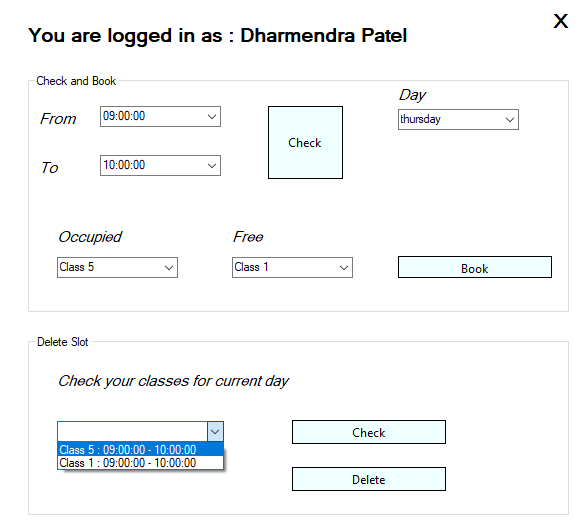 X
You are logged in as : Dharmendra Patel
Check and Book
Day
From 09:00:00
Check
thursday
To 10:00:00
Occupied Free
Class 5 Class 1 Book
Delete Slot
Check your classes for current day
Check
Class 5 : 09:00:00 - 10:00:00
Class 1 : 09:00:00 - 10:00:00
Delete